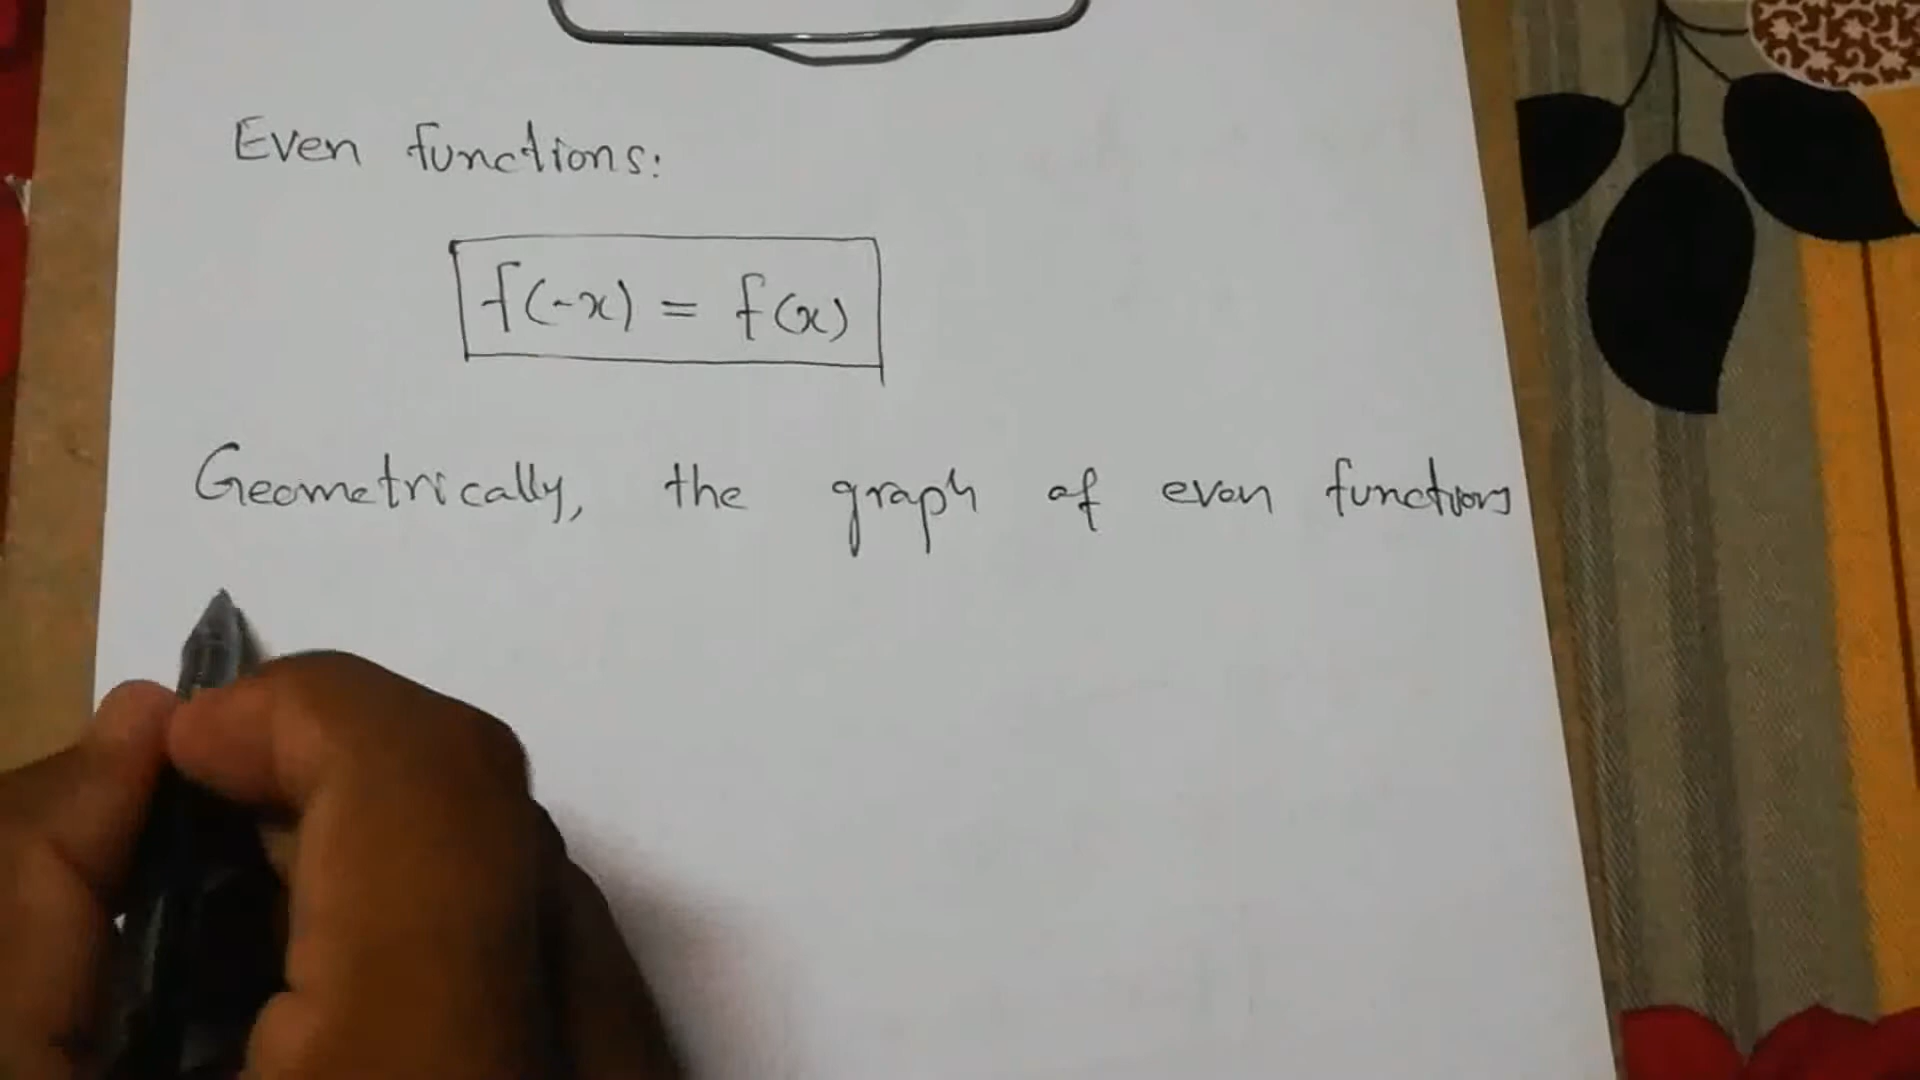 Even functions:
f(-x) = f(x)
Geometrically, the graph of even functions